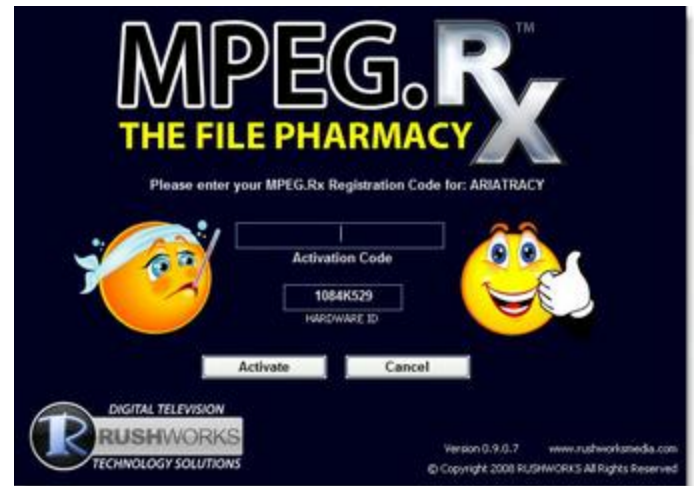 MPEG.Rx™
THE FILE PHARMACY
Please enter your MPEG.Rx Registration Code for: ARIATRACY
Activation Code
1084K529
HARDWARE ID
Activate Cancel
DIGITAL TELEVISION
R RUSHWORKS
TECHNOLOGY SOLUTIONS
Version 0.9.0.7 www.rushworksmedia.com
© Copyright 2008 RUSHWORKS All Rights Reserved